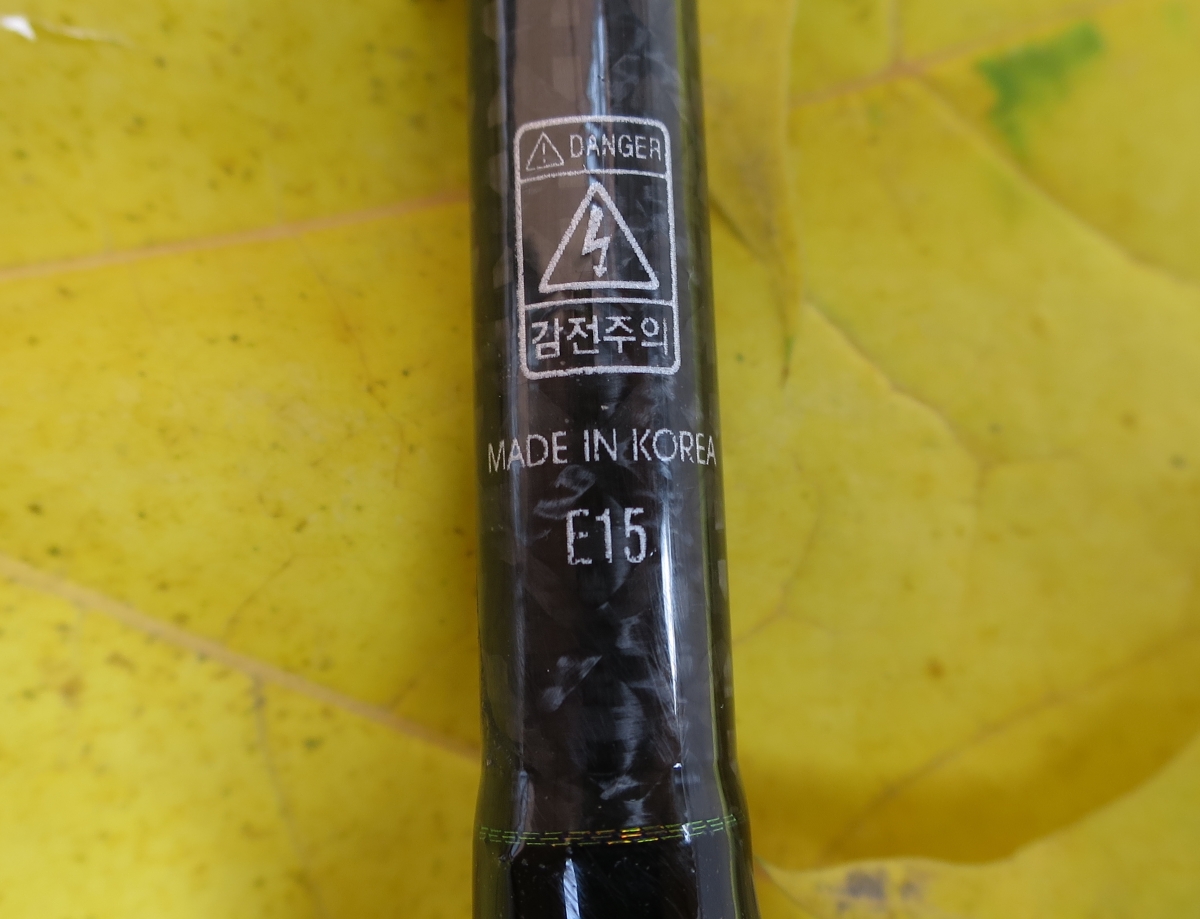 DANGER
감전주의
MADE IN KOREA
E15